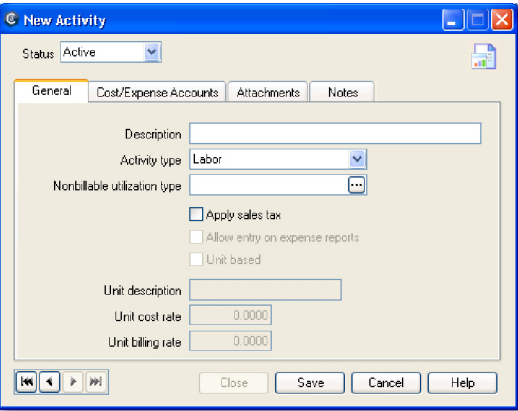 New Activity
Status Active
General Cost/Expense Accounts Attachments Notes
Description
Activity type Labor
Nonbillable utilization type
Apply sales tax
Allow entry on expense reports
Unit based
Unit description
Unit cost rate 0.0000
Unit billing rate 0.0000
Close Save Cancel Help